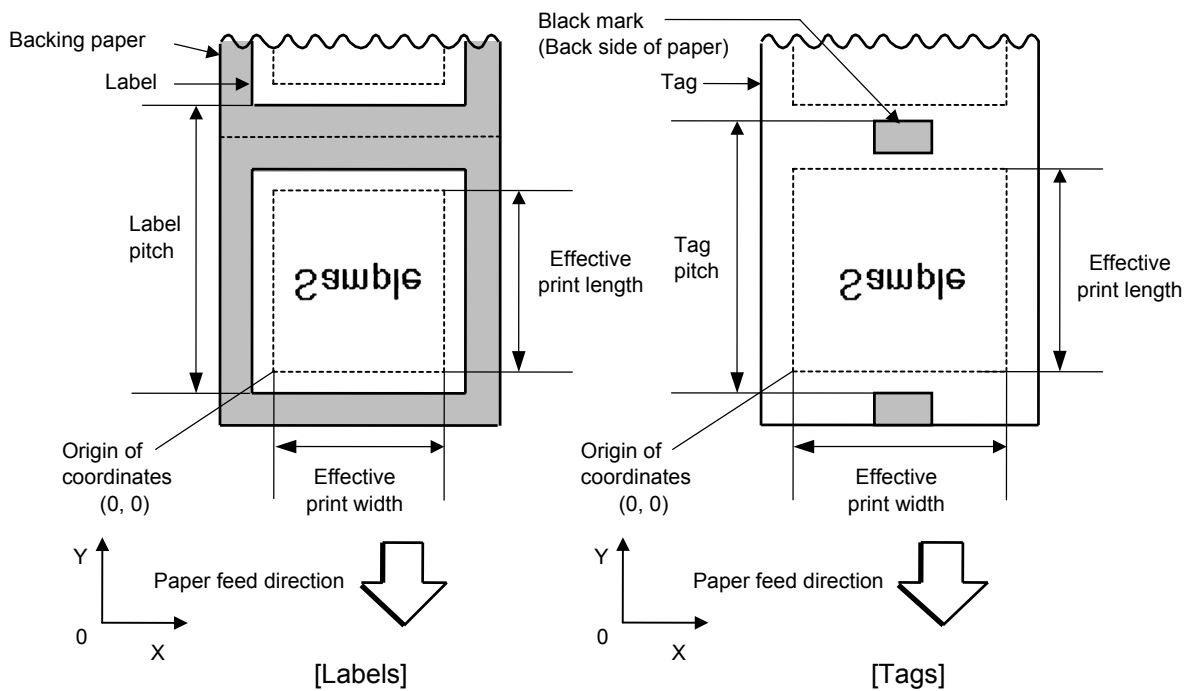 Backing paper
Label
Label
pitch
Sample
Effective
print length
Origin of
coordinates
(0, 0)
Effective
print width
Y
0
X
Paper feed direction
[Labels]
Black mark
(Back side of paper)
Tag
Tag
pitch
Sample
Effective
print length
Origin of
coordinates
(0, 0)
Effective
print width
Y
0
X
Paper feed direction
[Tags]